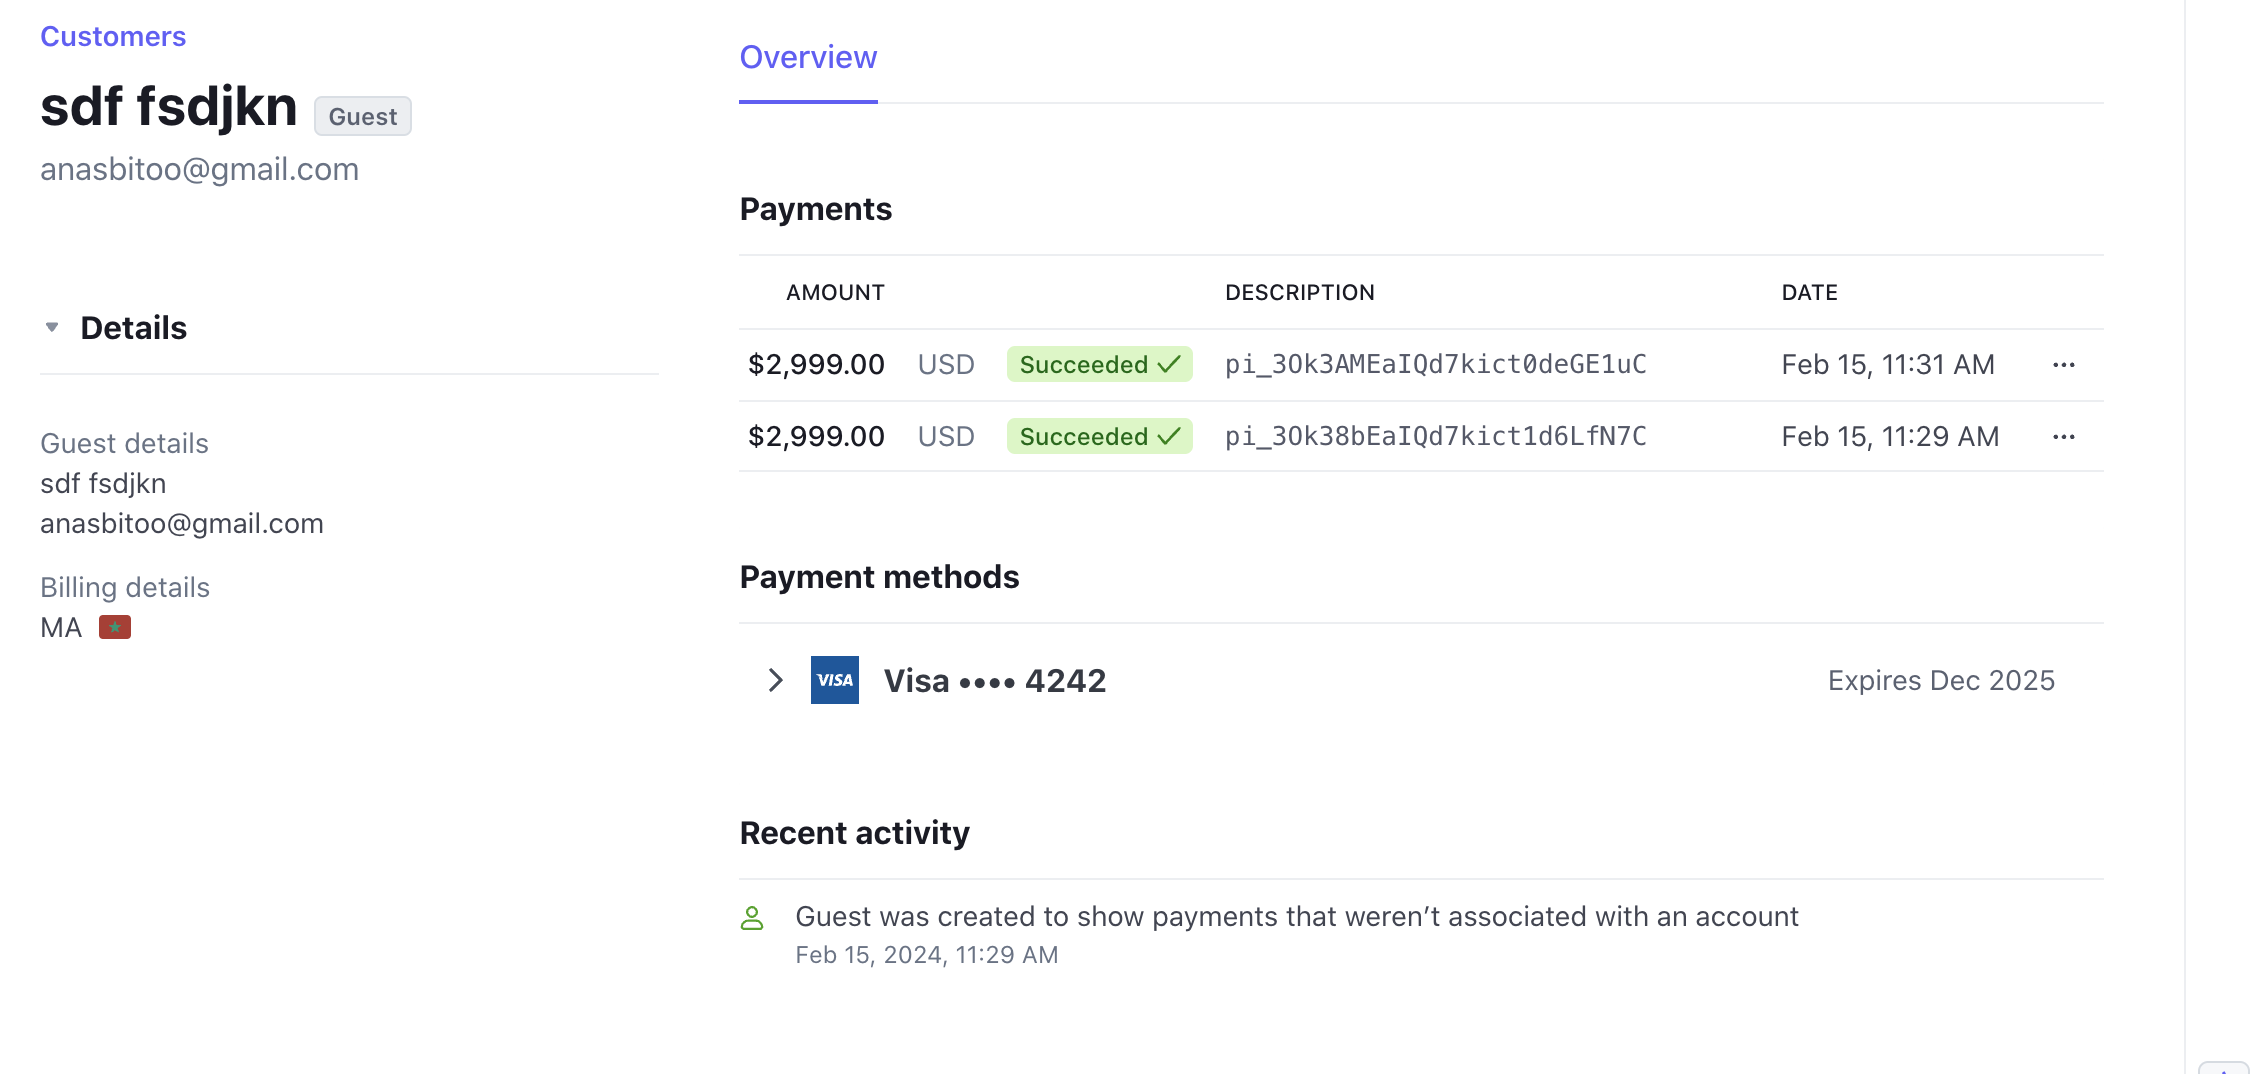 Customers
sdf fsdjkn Guest
anasbitoo@gmail.com
Details
Guest details
sdf fsdjkn
anasbitoo@gmail.com
Billing details
MA
Overview
Payments
AMOUNT DESCRIPTION DATE
$2,999.00 USD Succeeded pi_3Ok3AMEaIQd7kict0deGE1uC Feb 15, 11:31 AM
$2,999.00 USD Succeeded pi_3Ok38bEaIQd7kict1d6LfN7C Feb 15, 11:29 AM
Payment methods
VISA Visa •••• 4242 Expires Dec 2025
Recent activity
Guest was created to show payments that weren’t associated with an account
Feb 15, 2024, 11:29 AM